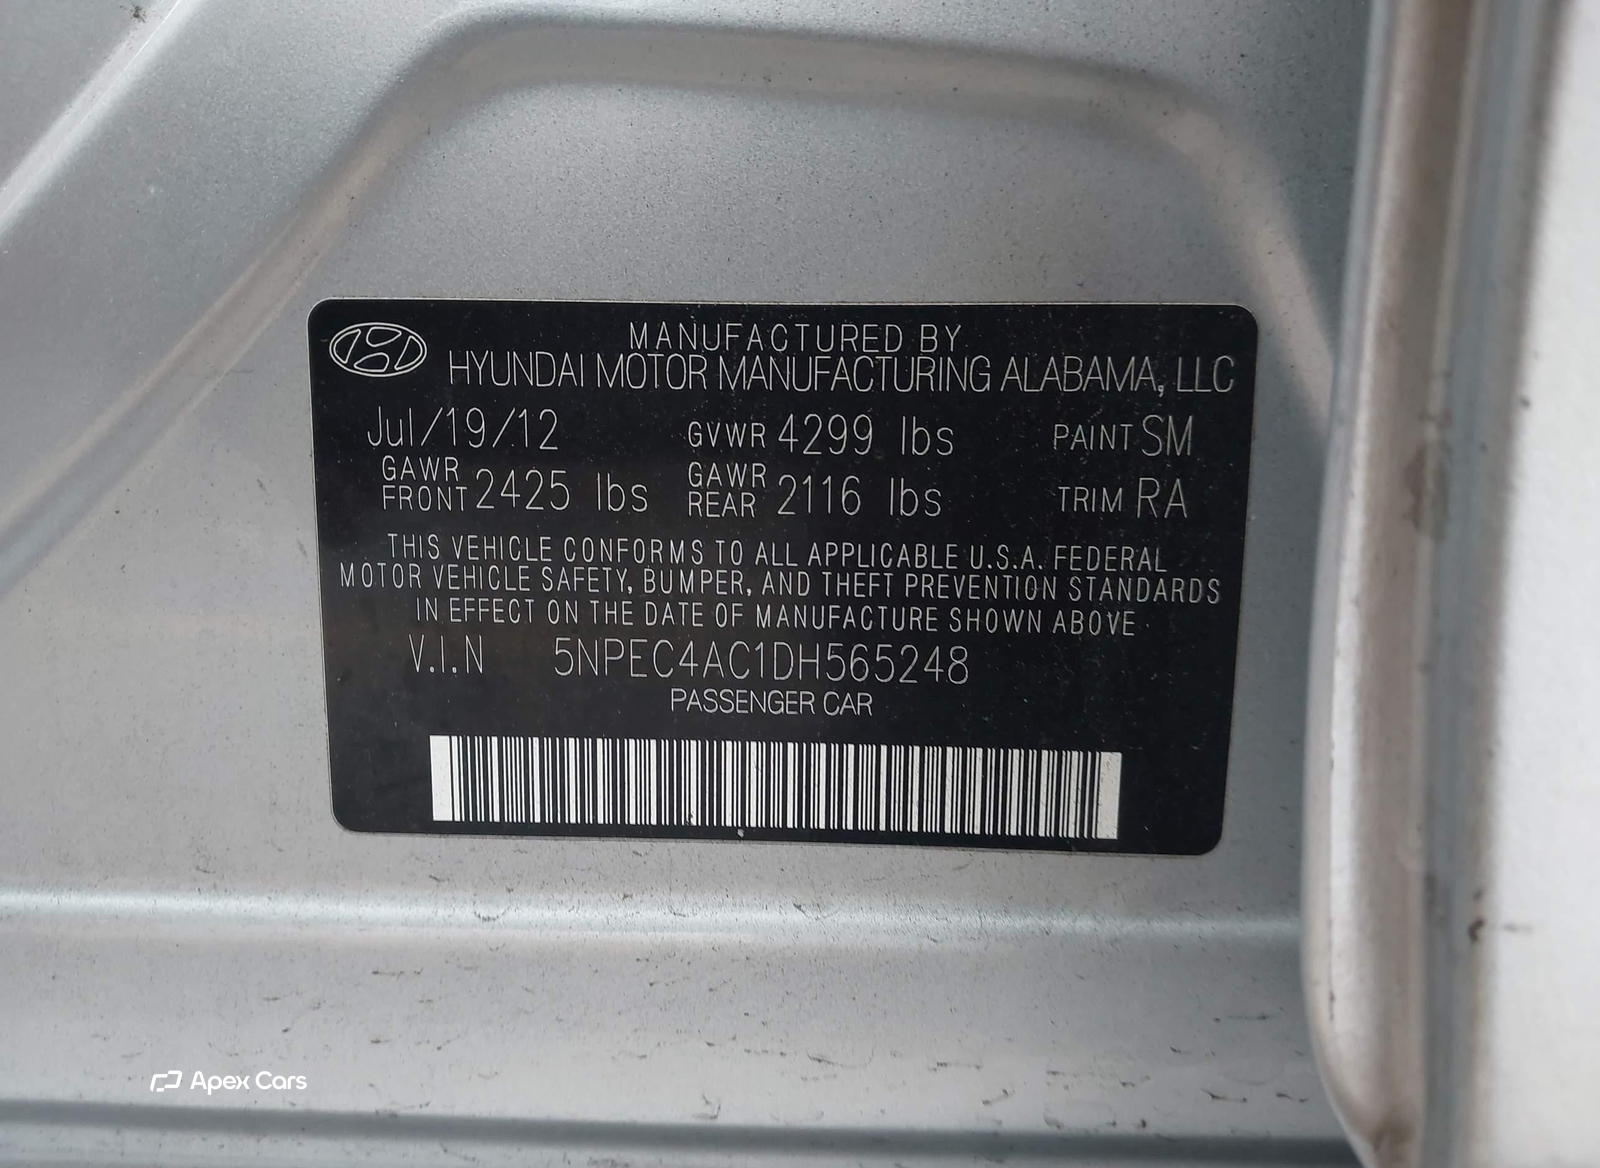 MANUFACTURED BY
HYUNDAI MOTOR MANUFACTURING ALABAMA, LLC
Jul/19/12 GVWR 4299 lbs PAINT SM
GAWR FRONT 2425 lbs GAWR REAR 2116 lbs TRIM RA
THIS VEHICLE CONFORMS TO ALL APPLICABLE U.S.A. FEDERAL
MOTOR VEHICLE SAFETY, BUMPER, AND THEFT PREVENTION STANDARDS
IN EFFECT ON THE DATE OF MANUFACTURE SHOWN ABOVE
V.I.N 5NPEC4AC1DH565248
PASSENGER CAR
Apex Cars